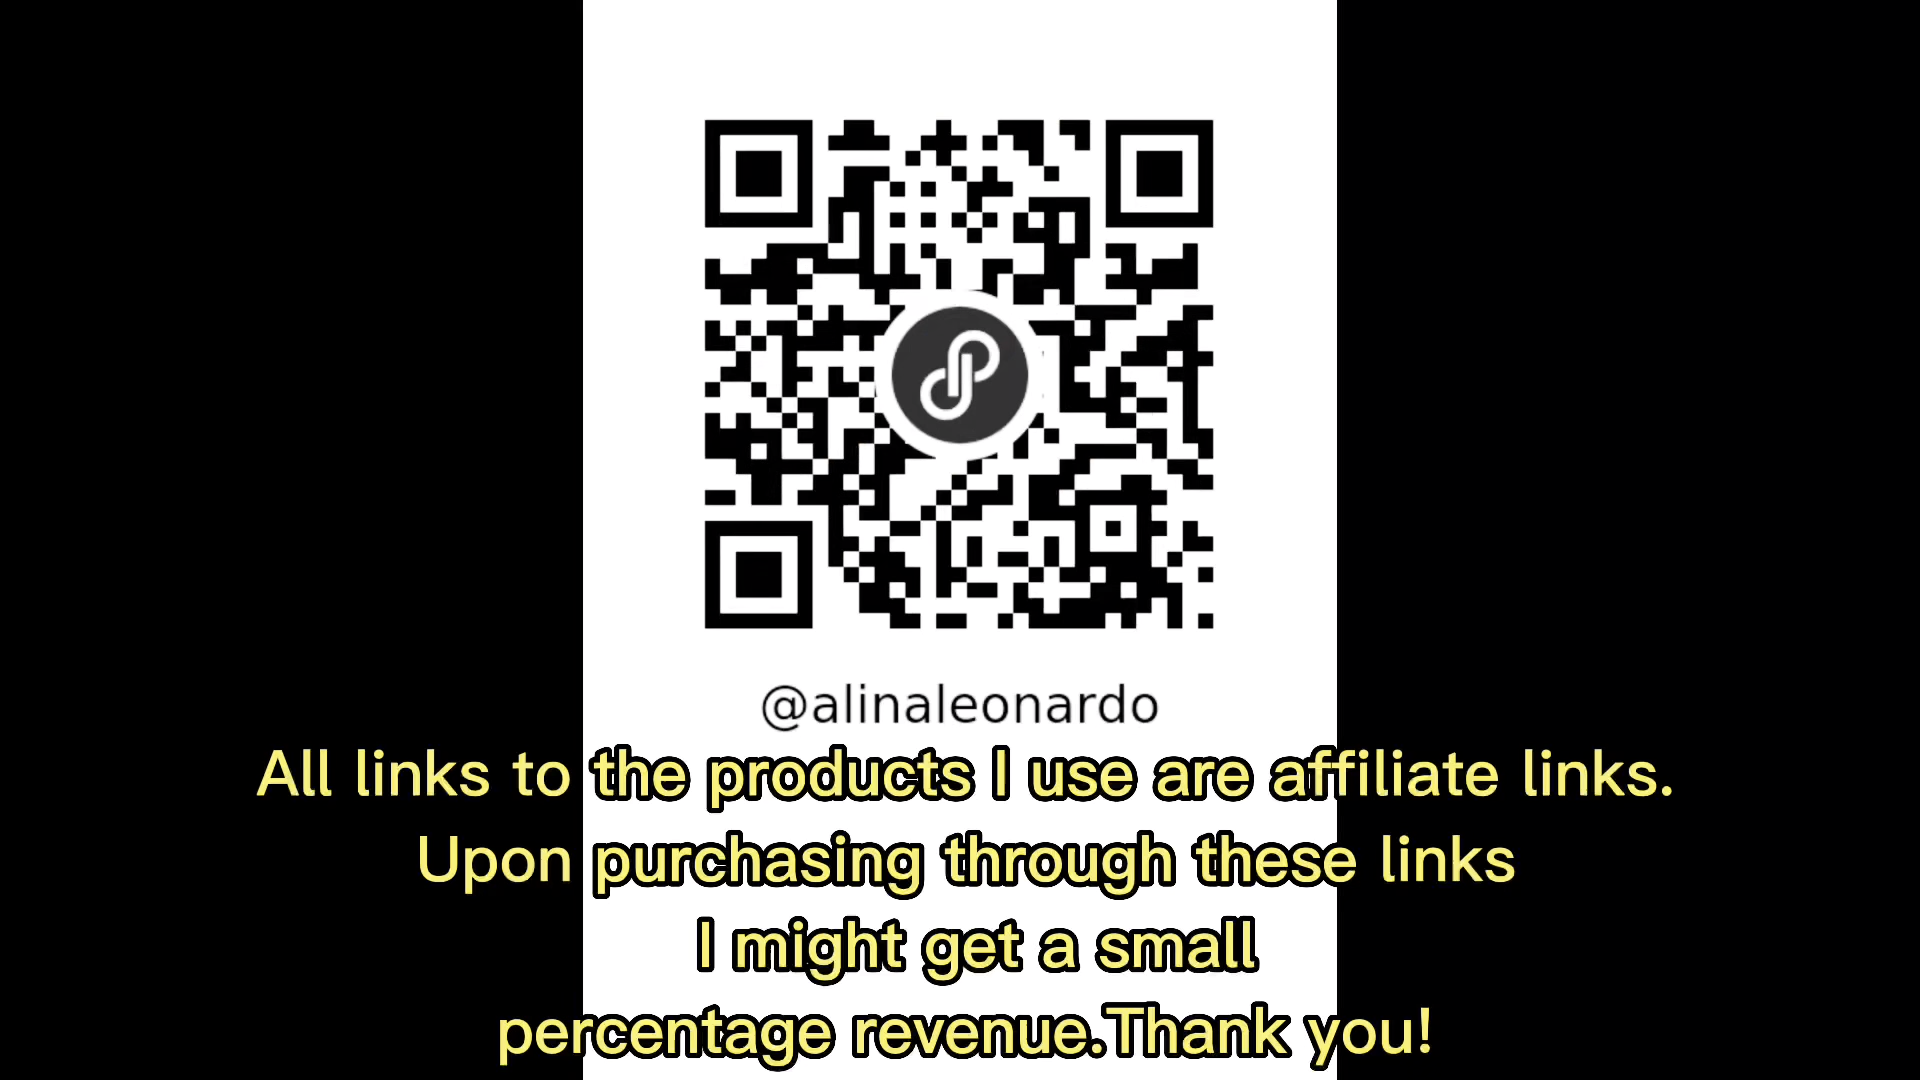 @alinaleonardo
All links to the products I use are affiliate links.
Upon purchasing through these links
I might get a small
percentage revenue.Thank you!